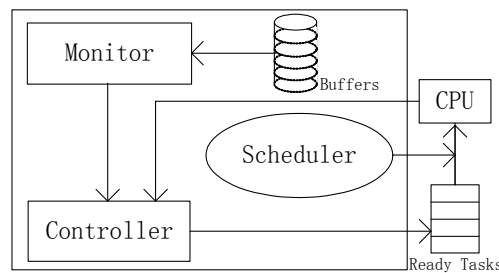 Monitor
Buffers
CPU
Scheduler
Controller
Ready Tasks